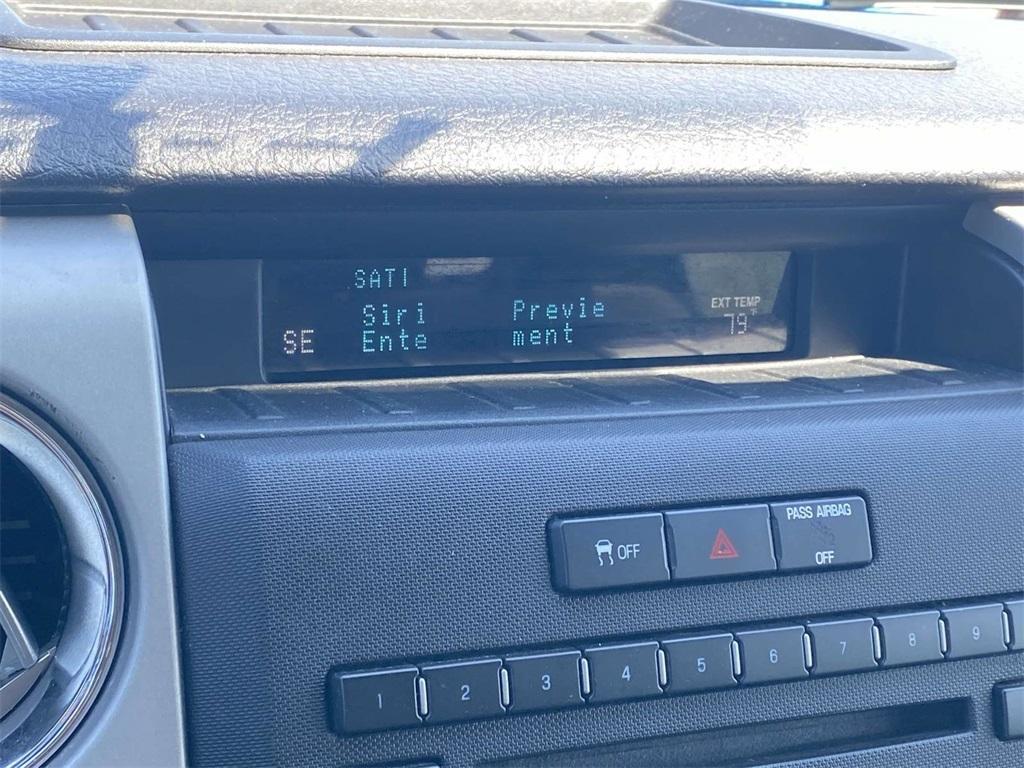 SAT1
Siri Previe
SE Ente ment
EXT TEMP
79°F
OFF
PASS AIRBAG
OFF
1 2 3 4 5 6 7 8 9